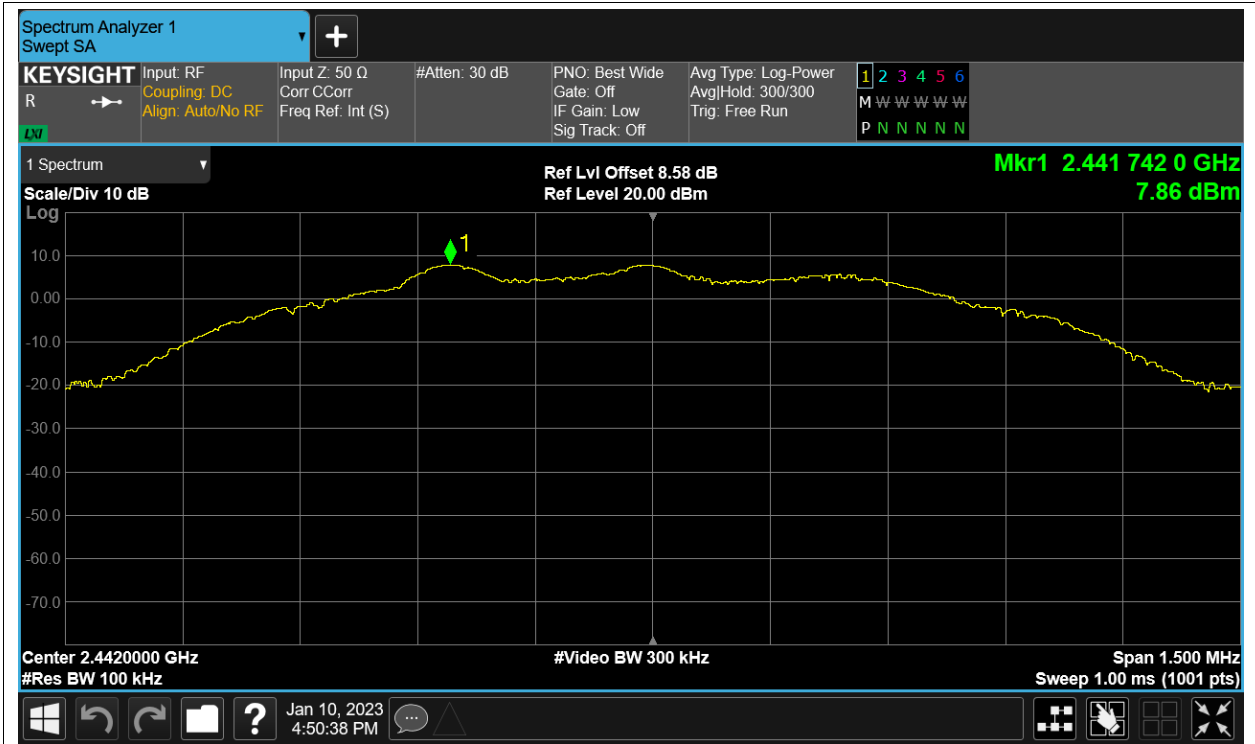 Spectrum Analyzer 1
Swept SA
KEYSIGHT
R
LXI
Input: RF
Coupling: DC
Align: Auto/No RF
Input Z: 50 Ω
Corr CCorr
Freq Ref: Int (S)
#Atten: 30 dB
PNO: Best Wide
Gate: Off
IF Gain: Low
Sig Track: Off
Avg Type: Log-Power
Avg|Hold: 300/300
Trig: Free Run
1 2 3 4 5 6
M W W W W W
P N N N N N
1 Spectrum
Scale/Div 10 dB
Log
Ref Lvl Offset 8.58 dB
Ref Level 20.00 dBm
Mkr1 2.441 742 0 GHz
7.86 dBm
1
10.0
0.00
-10.0
-20.0
-30.0
-40.0
-50.0
-60.0
-70.0
Center 2.4420000 GHz
#Video BW 300 kHz
Span 1.500 MHz
#Res BW 100 kHz
Sweep 1.00 ms (1001 pts)
?
Jan 10, 2023
4:50:38 PM